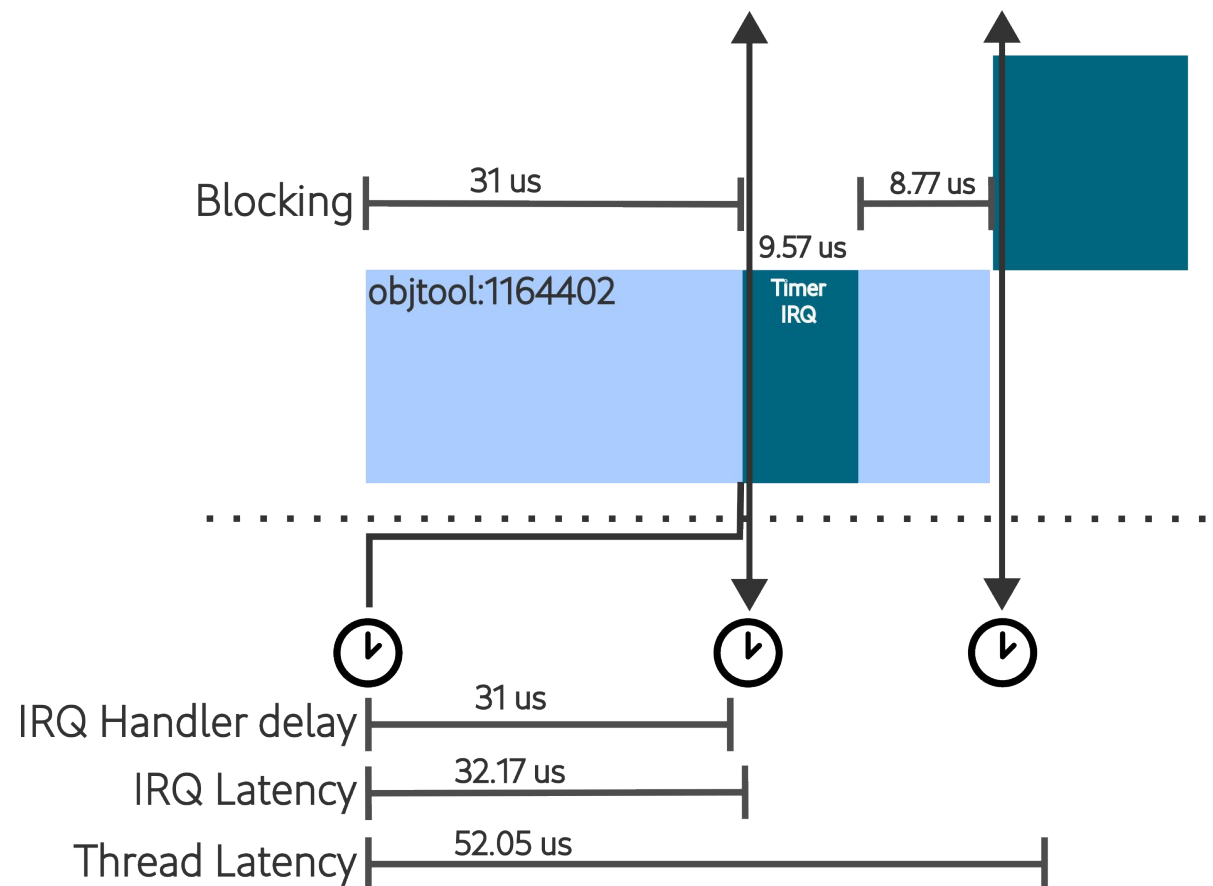 31 us
8.77 us
Blocking
9.57 us
objtool:1164402
Timer
IRQ
31 us
IRQ Handler delay
32.17 us
IRQ Latency
52.05 us
Thread Latency